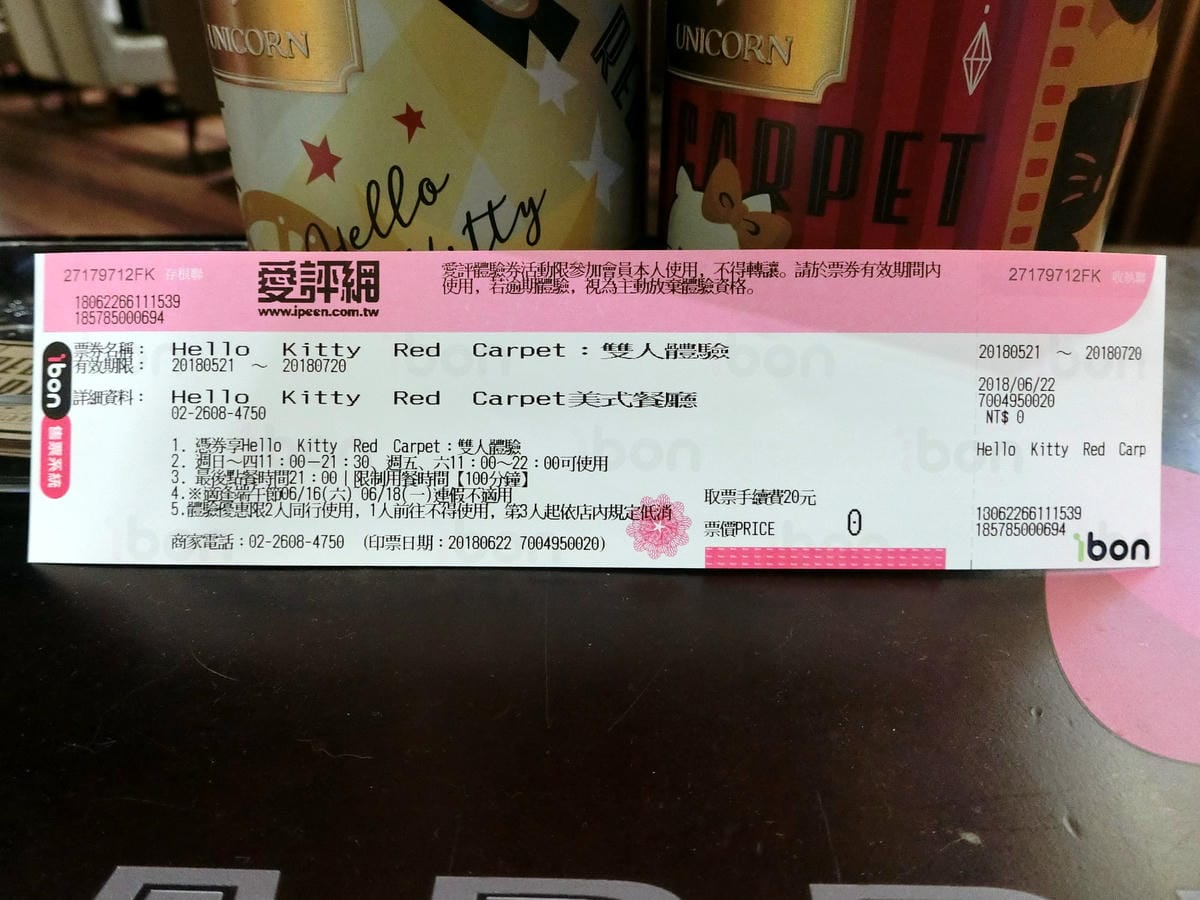 UNICORN
UNICORN
CARPET
Hello
Kitty
27179712FK 存根聯
愛評網
www.ipeen.com.tw
愛評體驗券活動限參加會員本人使用，不得轉讓。請於票券有效期間內
使用，若逾期體驗，視為主動放棄體驗資格。
27179712FK 收執聯
18062266111539
185785000694
ibon
售票系統
票券名稱： Hello Kitty Red Carpet：雙人體驗
有效期限： 20180521 ～ 20180720
詳細資料： Hello Kitty Red Carpet美式餐廳
02-2608-4750
1. 憑券享Hello Kitty Red Carpet：雙人體驗
2. 週日～四11：00－21：30、週五、六11：00～22：00可使用
3. 最後點餐時間21：00｜限制用餐時間【100分鐘】
4.※適逢端午節06/16(六) 06/18(一)連假不適用
5.體驗優惠限2人同行使用，1人前往不得使用，第3人起依店內規定低消
商家電話：02-2608-4750 (印票日期：20180622 7004950020)
取票手續費20元
票價PRICE 0
20180521 ～ 20180720
2018/06/22
7004950020
NT$ 0
Hello Kitty Red Carp
18062266111539
185785000694
ibon